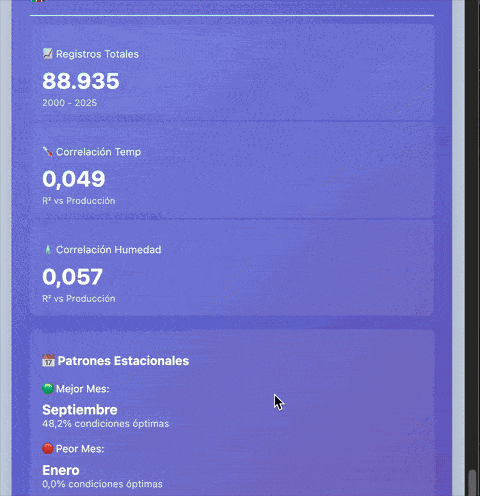 Registros Totales
88.935
2000 - 2025
Correlación Temp
0,049
R² vs Producción
Correlación Humedad
0,057
R² vs Producción
Patrones Estacionales
Mejor Mes:
Septiembre
48,2% condiciones óptimas
Peor Mes:
Enero
0,0% condiciones óptimas